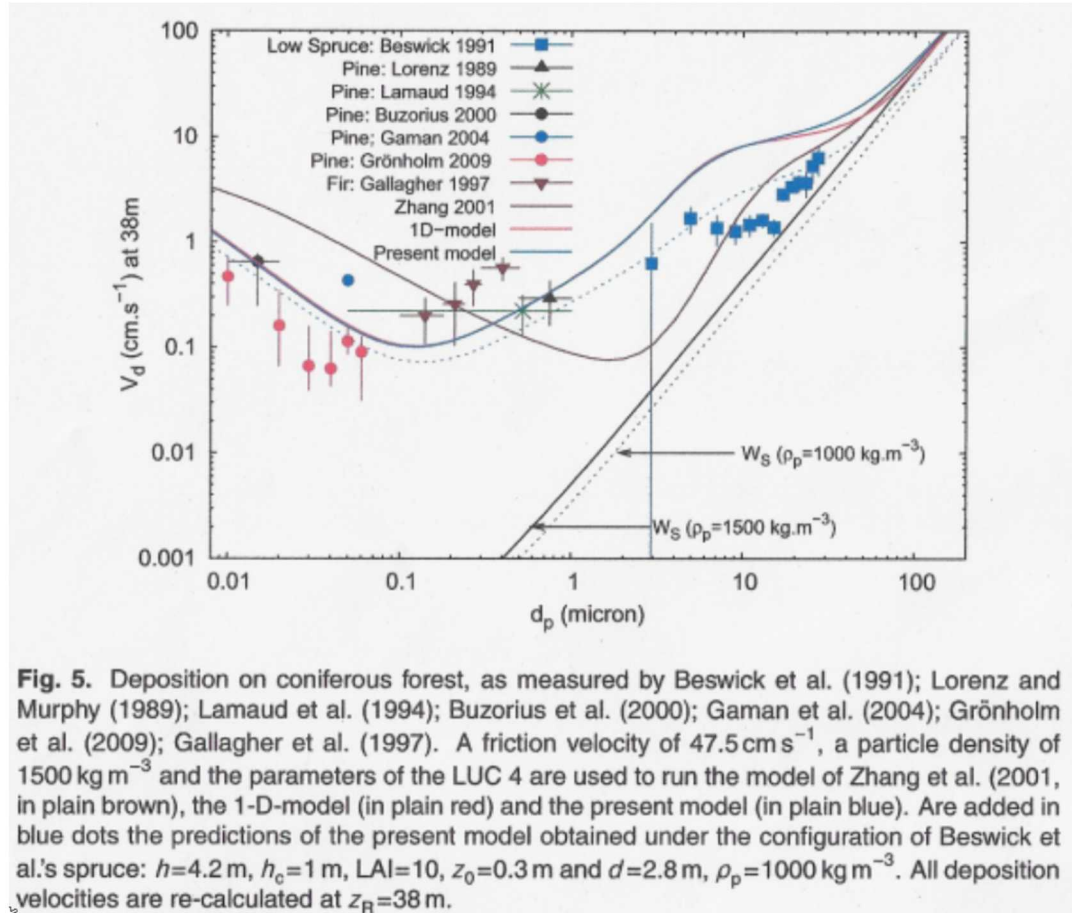 100
10
1
0.1
0.01
0.001
V_d (cm.s⁻¹) at 38m
Low Spruce: Beswick 1991
Pine: Lorenz 1989
Pine: Lamaud 1994
Pine: Buzorius 2000
Pine; Gaman 2004
Pine: Grönholm 2009
Fir: Gallagher 1997
Zhang 2001
1D−model
Present model
W_S (ρ_p=1000 kg.m⁻³)
W_S (ρ_p=1500 kg.m⁻³)
0.01 0.1 1 10 100
d_p (micron)
Fig. 5. Deposition on coniferous forest, as measured by Beswick et al. (1991); Lorenz and
Murphy (1989); Lamaud et al. (1994); Buzorius et al. (2000); Gaman et al. (2004); Grönholm
et al. (2009); Gallagher et al. (1997). A friction velocity of 47.5 cm s⁻¹, a particle density of
1500 kg m⁻³ and the parameters of the LUC 4 are used to run the model of Zhang et al. (2001,
in plain brown), the 1-D-model (in plain red) and the present model (in plain blue). Are added in
blue dots the predictions of the present model obtained under the configuration of Beswick et
al.'s spruce: h=4.2 m, h_c=1 m, LAI=10, z_0=0.3 m and d=2.8 m, ρ_p=1000 kg m⁻³. All deposition
velocities are re-calculated at z_R=38 m.